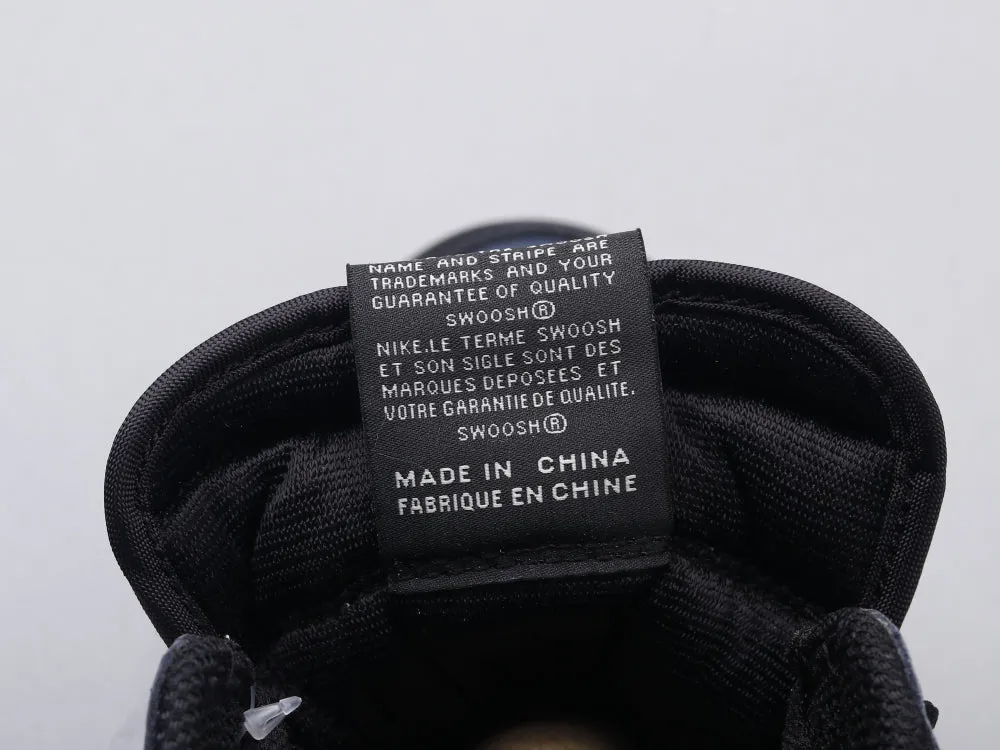 NAME AND STRIPE ARE
TRADEMARKS AND YOUR
GUARANTEE OF QUALITY
SWOOSH®
NIKE.LE TERME SWOOSH
ET SON SIGLE SONT DES
MARQUES DEPOSEES ET
VOTRE GARANTIE DE QUALITE.
SWOOSH®
MADE IN CHINA
FABRIQUE EN CHINE